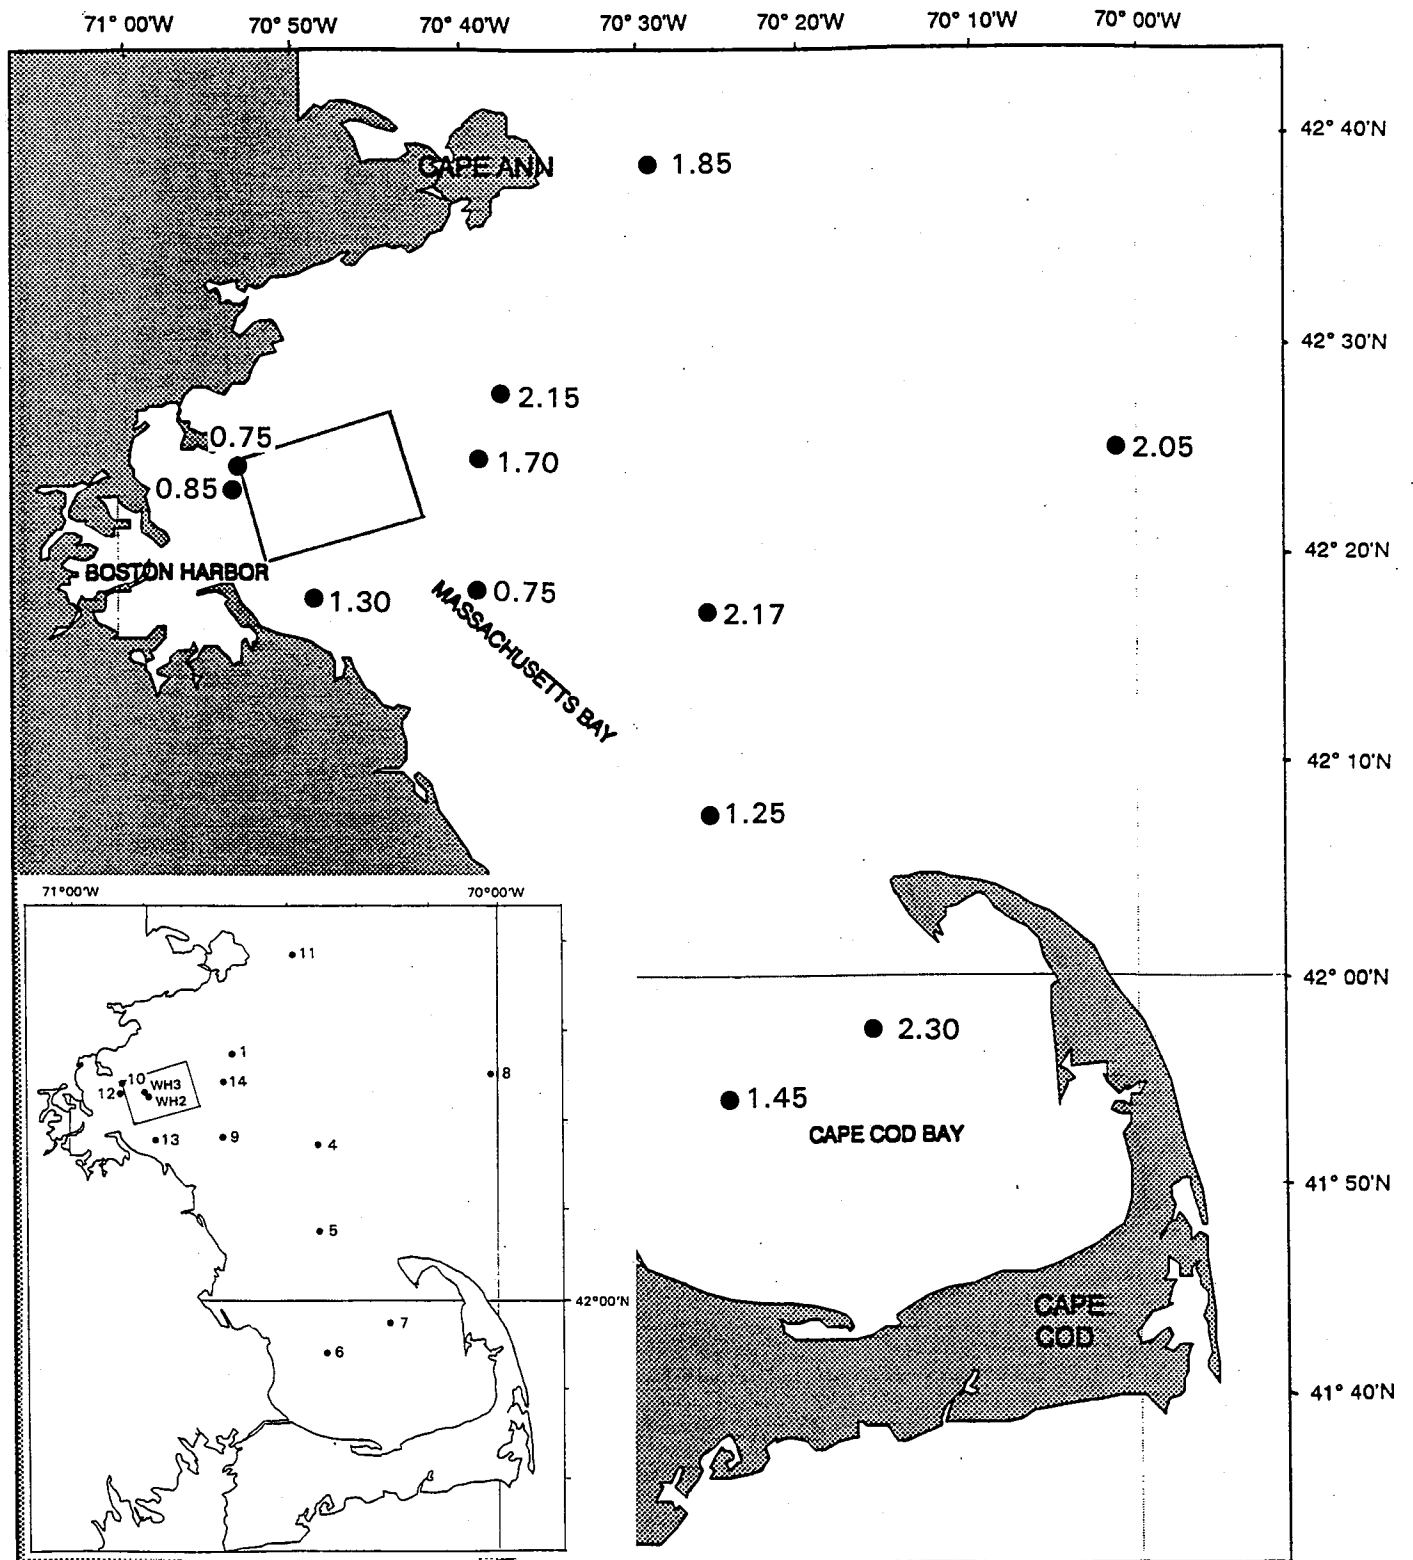 71° 00'W 70° 50'W 70° 40'W 70° 30'W 70° 20'W 70° 10'W 70° 00'W
42° 40'N
CAPE ANN
1.85
42° 30'N
2.15
0.75
2.05
1.70
0.85
42° 20'N
BOSTON HARBOR
0.75
1.30
2.17
MASSACHUSETTS BAY
42° 10'N
1.25
42° 00'N
2.30
1.45
CAPE COD BAY
41° 50'N
CAPE
COD
41° 40'N
71°00'W 70°00'W
11
1
8
10
14
WH3
12
WH2
13
9
4
5
42°00'N
7
6